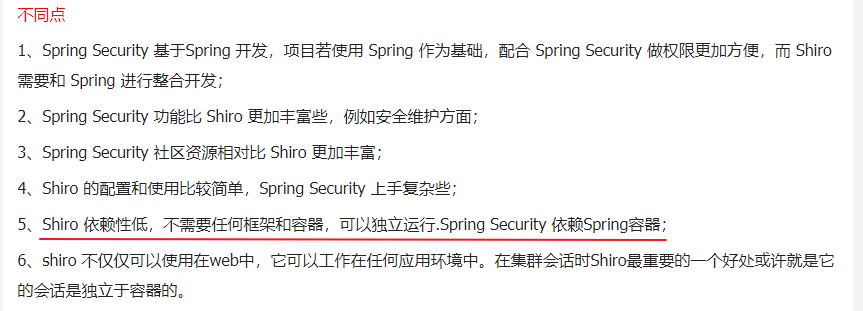 不同点
1、Spring Security 基于Spring 开发，项目若使用 Spring 作为基础，配合 Spring Security 做权限更加方便，而 Shiro
需要和 Spring 进行整合开发；
2、Spring Security 功能比 Shiro 更加丰富些，例如安全维护方面；
3、Spring Security 社区资源相对比 Shiro 更加丰富；
4、Shiro 的配置和使用比较简单，Spring Security 上手复杂些；
5、Shiro 依赖性低，不需要任何框架和容器，可以独立运行.Spring Security 依赖Spring容器；
6、shiro 不仅仅可以使用在web中，它可以工作在任何应用环境中。在集群会话时Shiro最重要的一个好处或许就是它
的会话是独立于容器的。